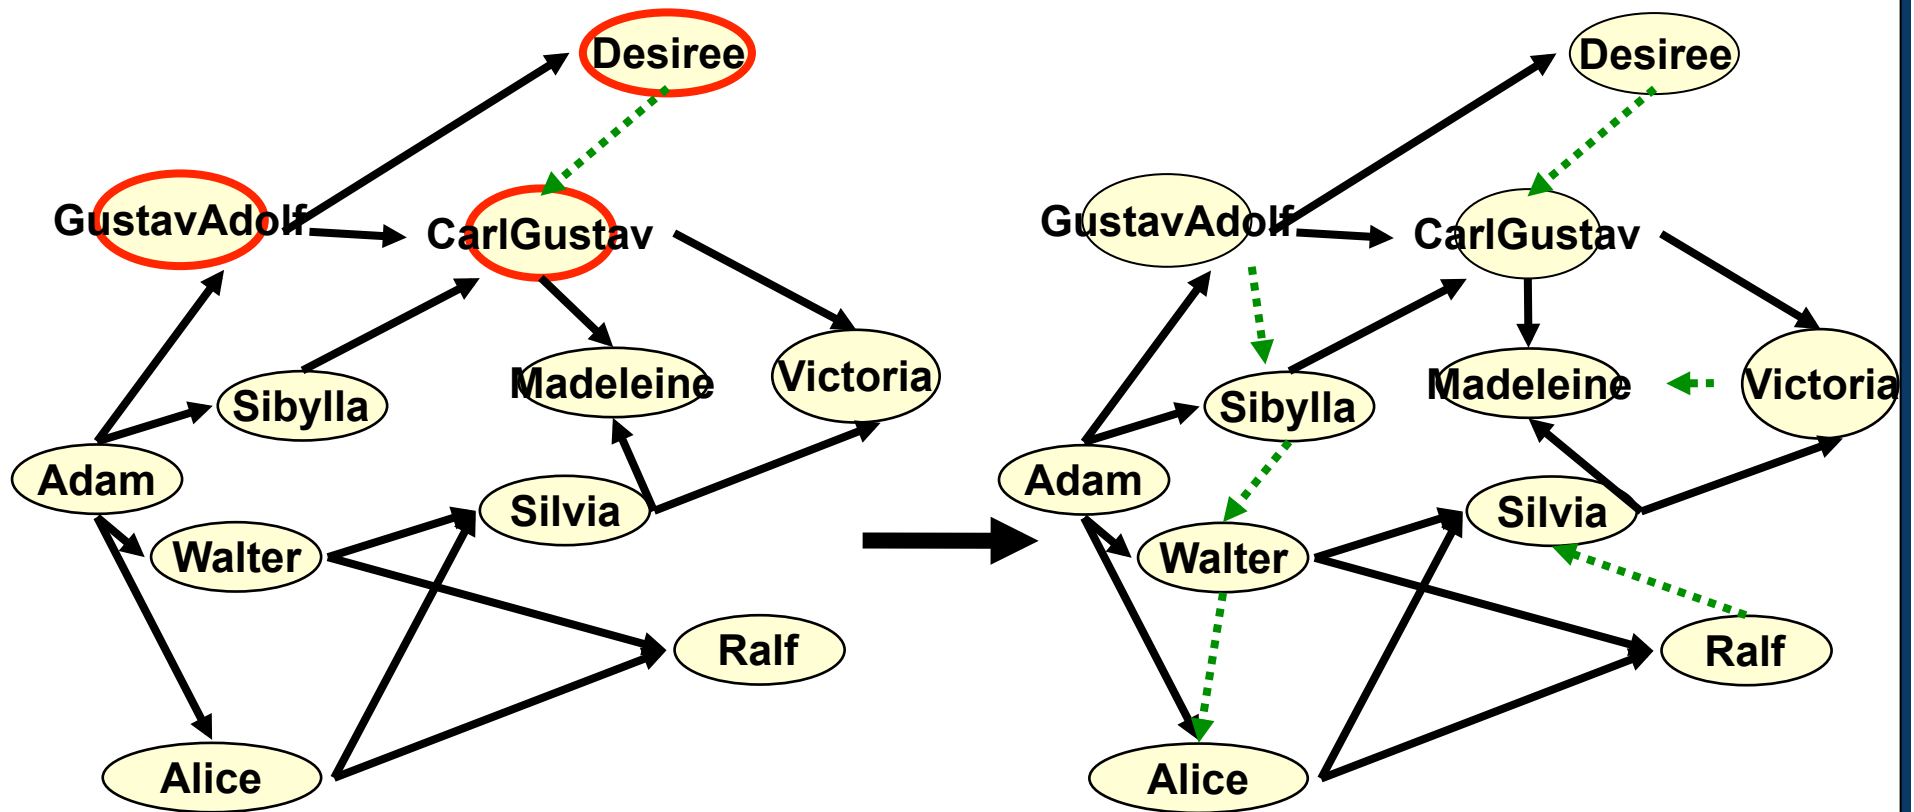 Desiree
GustavAdolf
CarlGustav
Madeleine
Victoria
Sibylla
Adam
Silvia
Walter
Ralf
Alice
Desiree
GustavAdolf
CarlGustav
Madeleine
Victoria
Sibylla
Adam
Silvia
Walter
Ralf
Alice